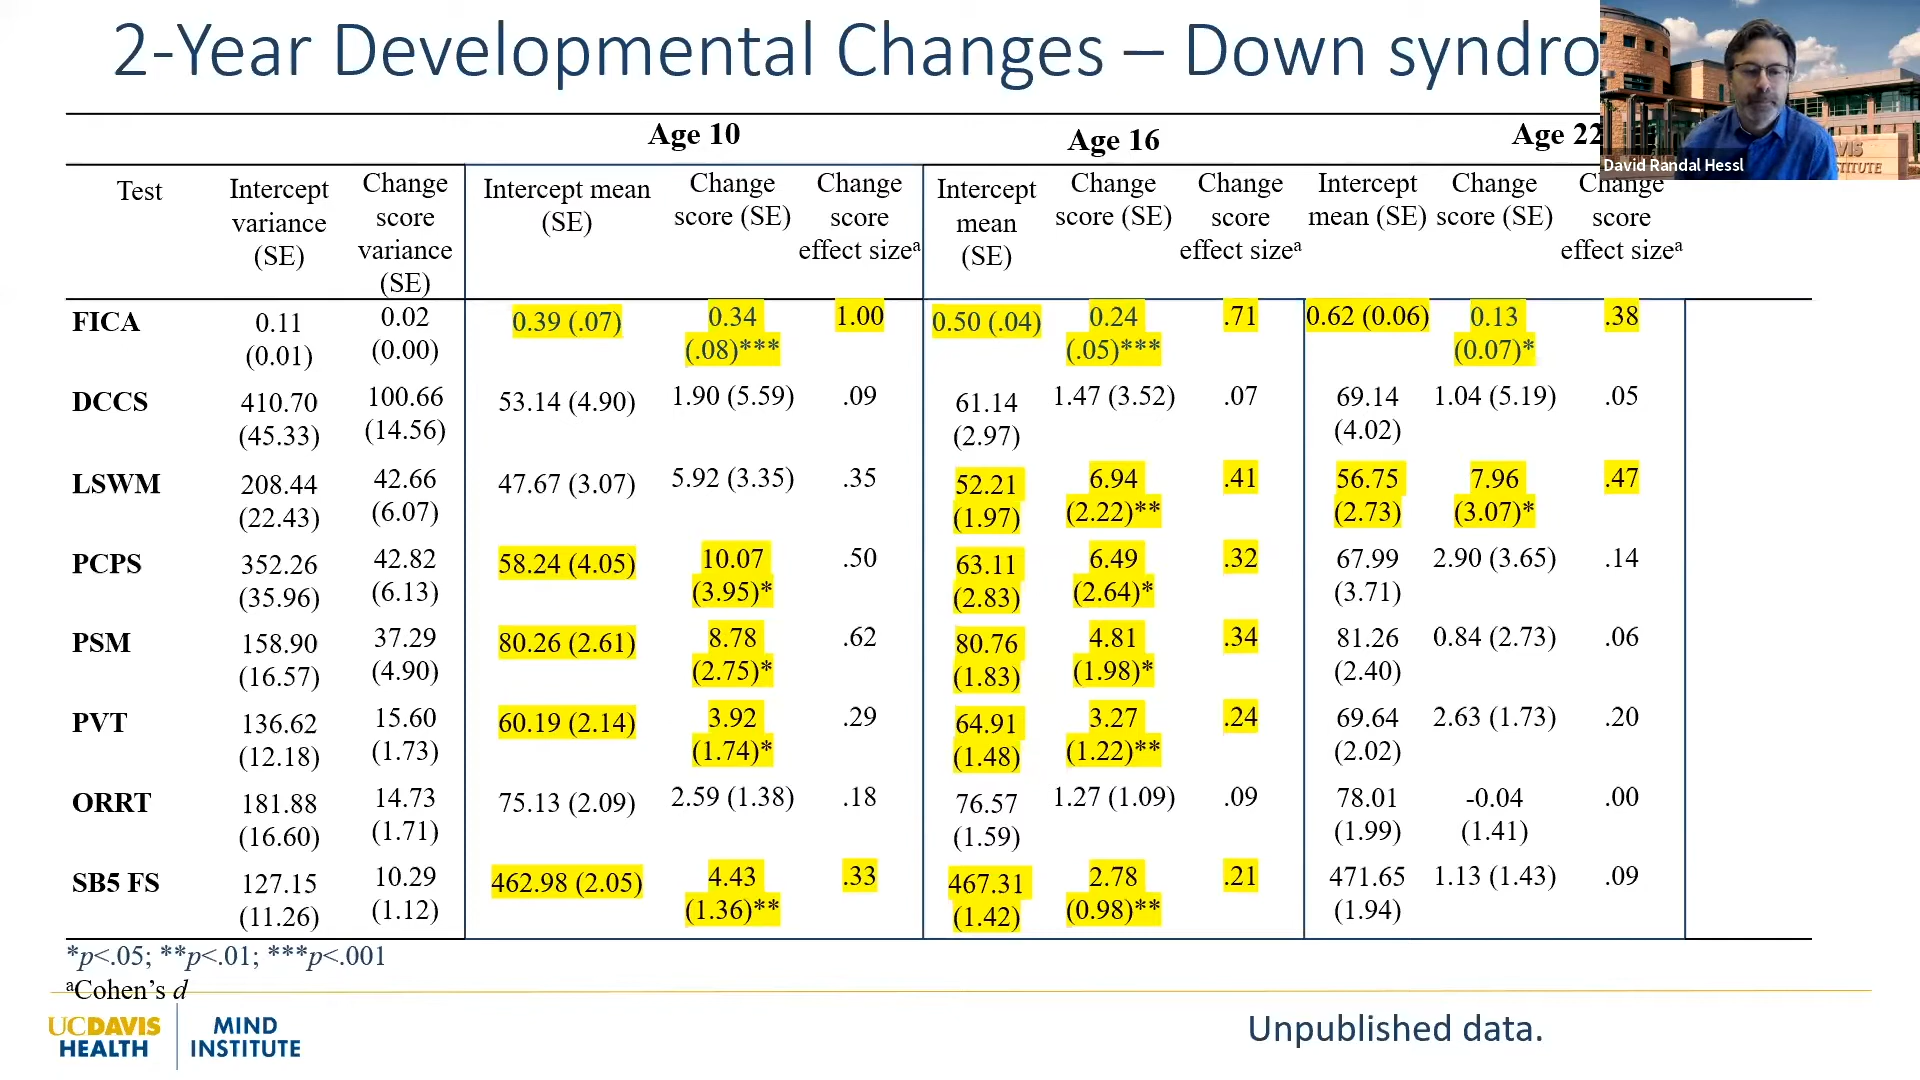 2-Year Developmental Changes – Down syndro
David Randal Hessl
Age 10 Age 16 Age 22
Test Intercept variance (SE) Change score variance (SE) Intercept mean (SE) Change score (SE) Change score effect sizeᵃ Intercept mean (SE) Change score (SE) Change score effect sizeᵃ Intercept mean (SE) Change score (SE) Change score effect sizeᵃ
FICA 0.11 (0.01) 0.02 (0.00) 0.39 (.07) 0.34 (.08)*** 1.00 0.50 (.04) 0.24 (.05)*** .71 0.62 (0.06) 0.13 (0.07)* .38
DCCS 410.70 (45.33) 100.66 (14.56) 53.14 (4.90) 1.90 (5.59) .09 61.14 (2.97) 1.47 (3.52) .07 69.14 (4.02) 1.04 (5.19) .05
LSWM 208.44 (22.43) 42.66 (6.07) 47.67 (3.07) 5.92 (3.35) .35 52.21 (1.97) 6.94 (2.22)** .41 56.75 (2.73) 7.96 (3.07)* .47
PCPS 352.26 (35.96) 42.82 (6.13) 58.24 (4.05) 10.07 (3.95)* .50 63.11 (2.83) 6.49 (2.64)* .32 67.99 (3.71) 2.90 (3.65) .14
PSM 158.90 (16.57) 37.29 (4.90) 80.26 (2.61) 8.78 (2.75)* .62 80.76 (1.83) 4.81 (1.98)* .34 81.26 (2.40) 0.84 (2.73) .06
PVT 136.62 (12.18) 15.60 (1.73) 60.19 (2.14) 3.92 (1.74)* .29 64.91 (1.48) 3.27 (1.22)** .24 69.64 (2.02) 2.63 (1.73) .20
ORRT 181.88 (16.60) 14.73 (1.71) 75.13 (2.09) 2.59 (1.38) .18 76.57 (1.59) 1.27 (1.09) .09 78.01 (1.99) -0.04 (1.41) .00
SB5 FS 127.15 (11.26) 10.29 (1.12) 462.98 (2.05) 4.43 (1.36)** .33 467.31 (1.42) 2.78 (0.98)** .21 471.65 (1.94) 1.13 (1.43) .09
*p<.05; **p<.01; ***p<.001
ᵃCohen's d
UCDAVIS HEALTH
MIND INSTITUTE
Unpublished data.